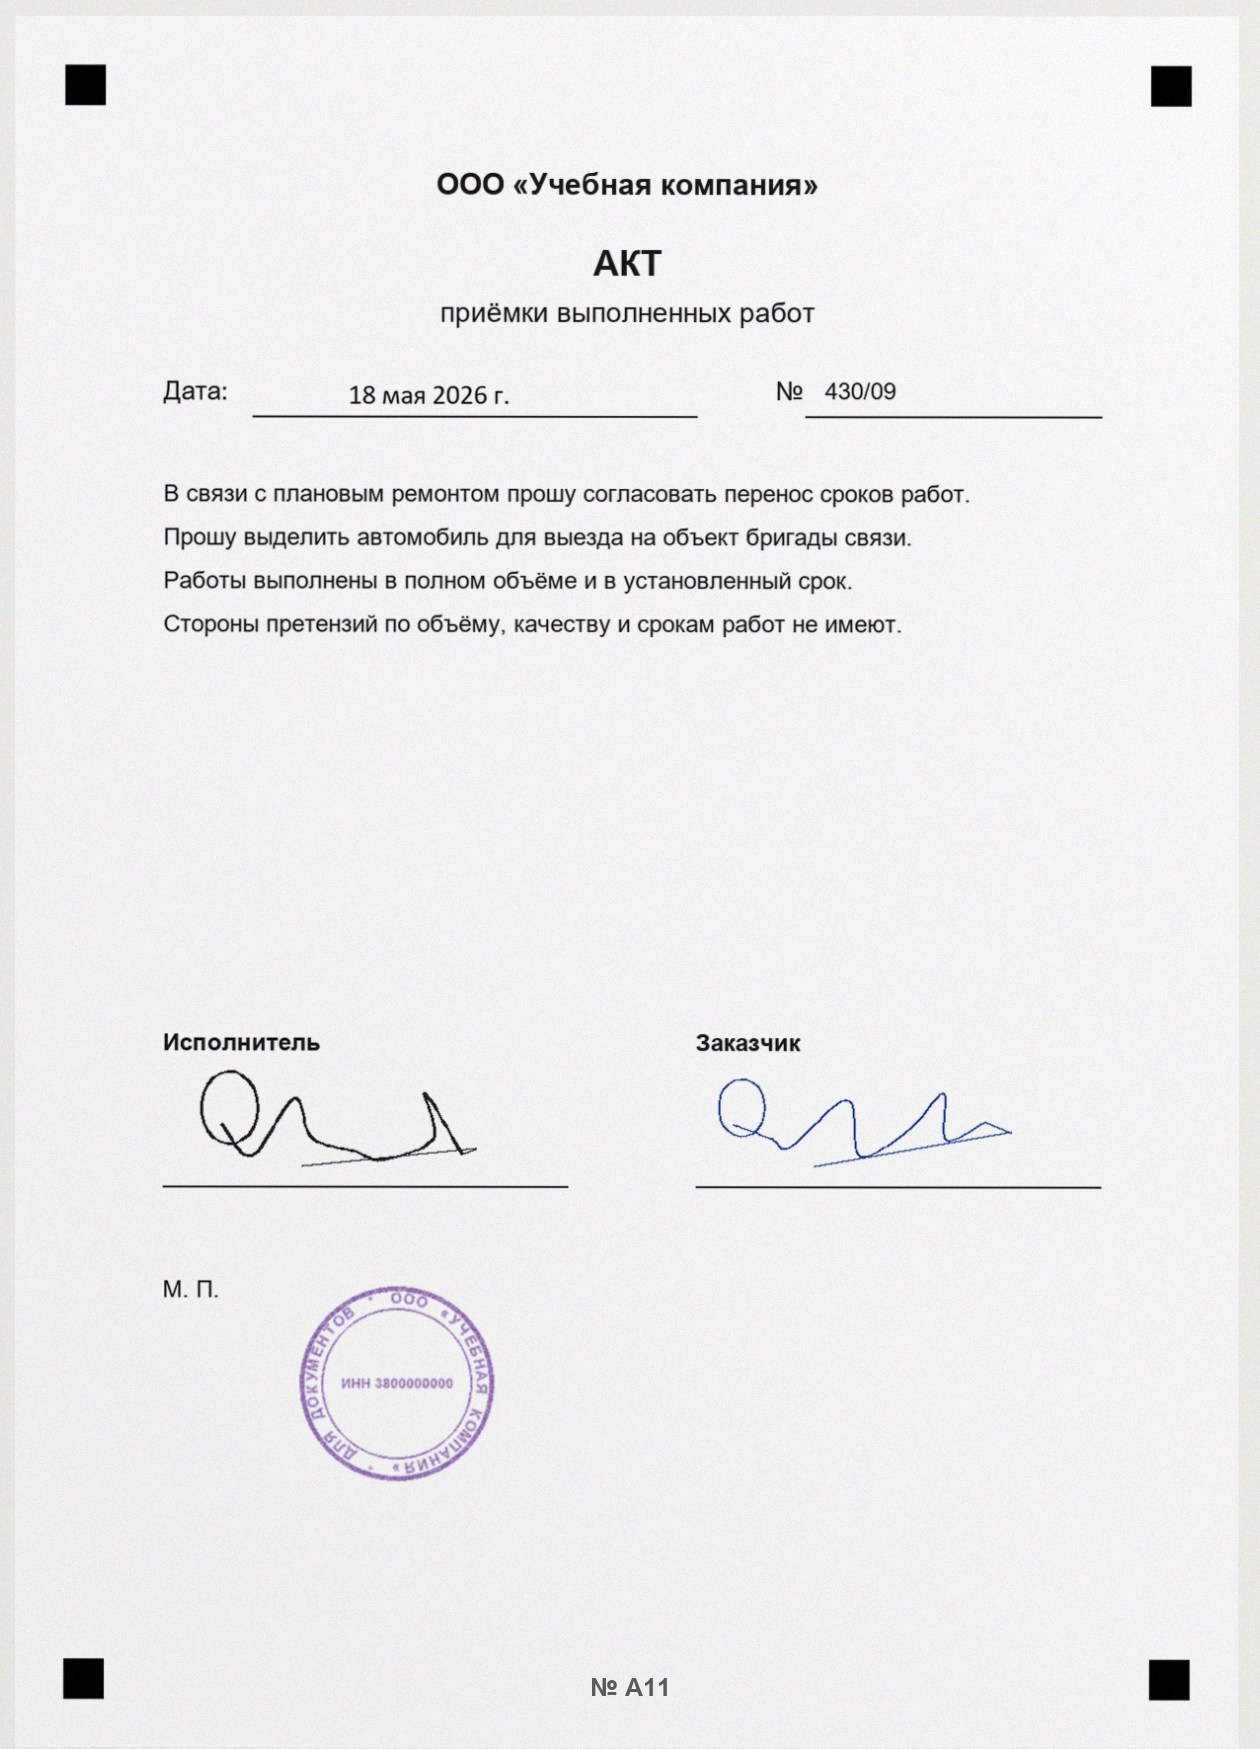 ООО «Учебная компания»
АКТ
приёмки выполненных работ
Дата: 18 мая 2026 г. № 430/09
В связи с плановым ремонтом прошу согласовать перенос сроков работ.
Прошу выделить автомобиль для выезда на объект бригады связи.
Работы выполнены в полном объёме и в установленный срок.
Стороны претензий по объёму, качеству и срокам работ не имеют.
Исполнитель Заказчик
М. П.
ООО «УЧЕБНАЯ КОМПАНИЯ» • ДЛЯ ДОКУМЕНТОВ •
ИНН 3800000000
№ А11